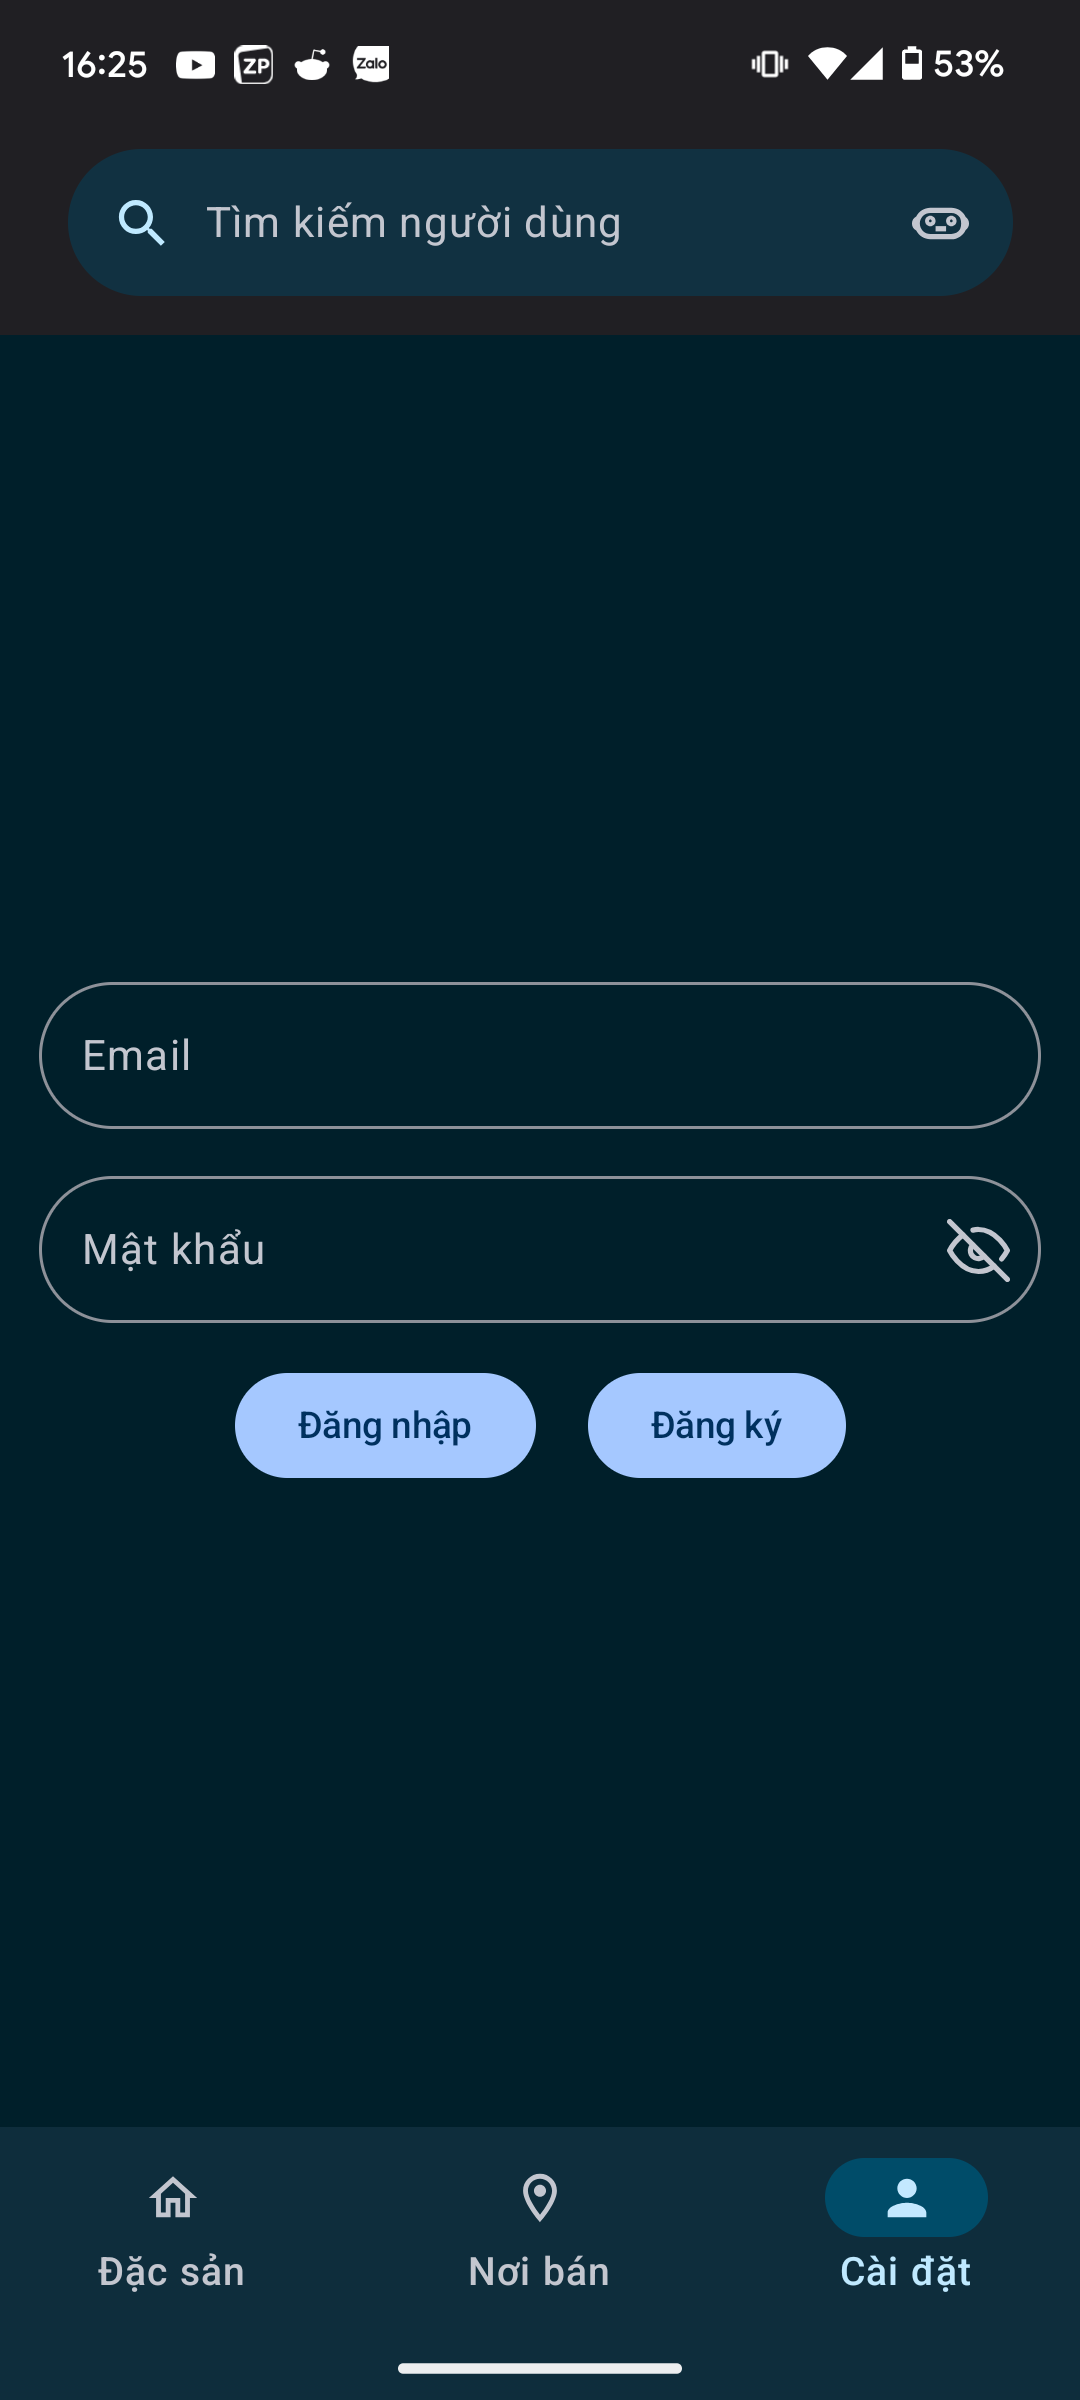 16:25 ZP Zalo 53%
Tìm kiếm người dùng
Email
Mật khẩu
Đăng nhập Đăng ký
Đặc sản Nơi bán Cài đặt